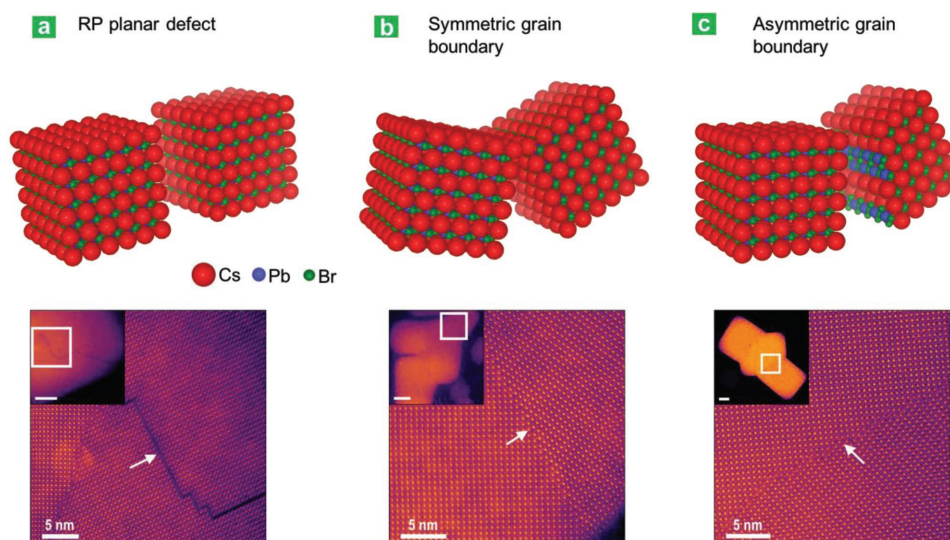 a RP planar defect
b Symmetric grain
boundary
c Asymmetric grain
boundary
Cs Pb Br
5 nm
5 nm
5 nm